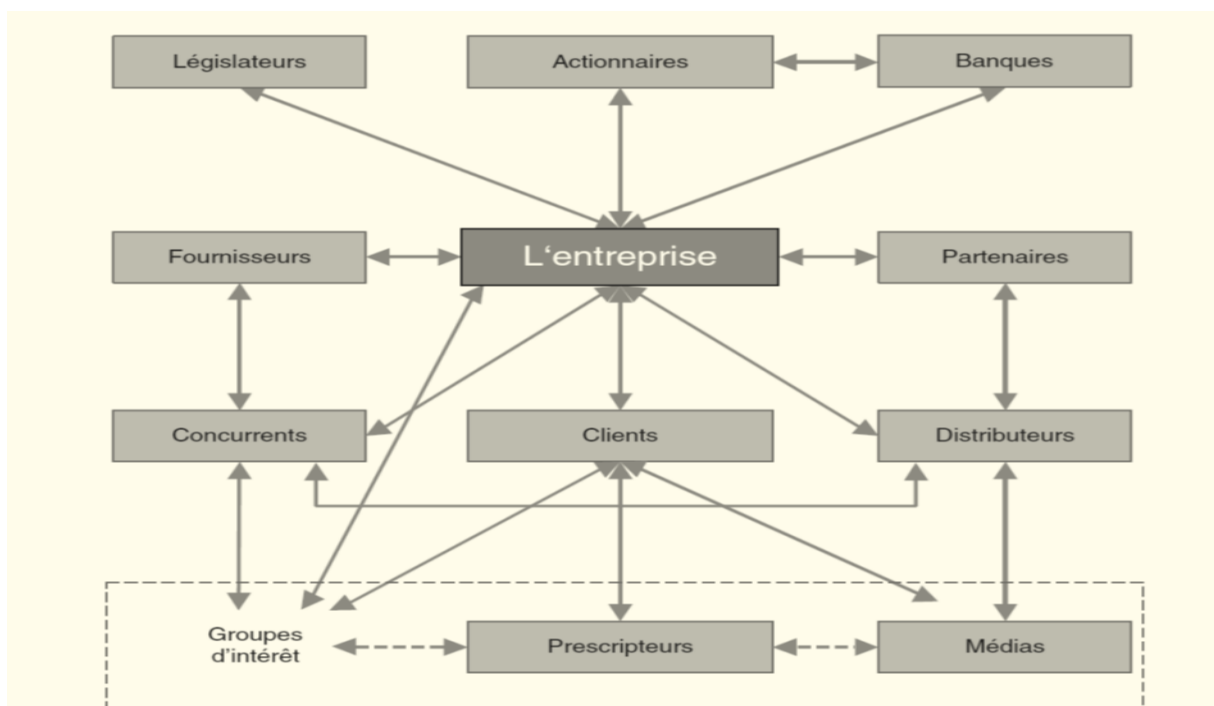 Législateurs
Actionnaires
Banques
Fournisseurs
L‘entreprise
Partenaires
Concurrents
Clients
Distributeurs
Groupes
d’intérêt
Prescripteurs
Médias